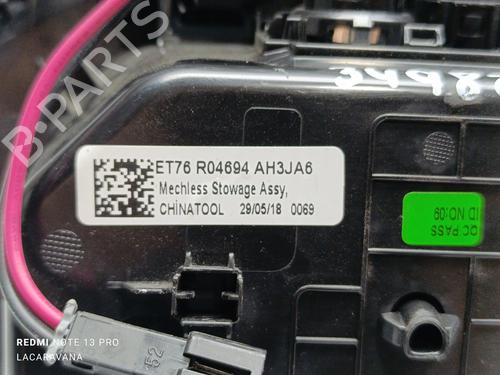 ET76 R04694 AH3JA6
Mechless Stowage Assy,
CHINATOOL 29/05/18 0069
QC PASS
ID NO:09
52
REDMI NOTE 13 PRO
LACARAVANA